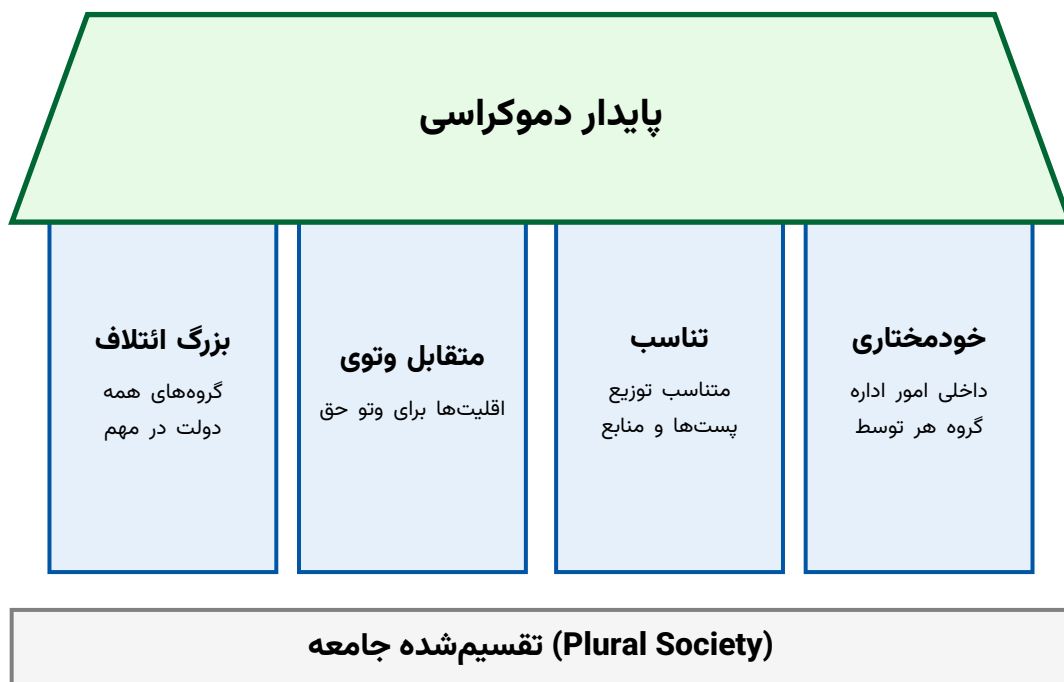 پایدار دموکراسی
خودمختاری
داخلی امور اداره
گروه هر توسط
تناسب
متناسب توزیع
پست‌ها و منابع
متقابل وتوی
اقلیت‌ها برای وتو حق
بزرگ ائتلاف
گروه‌های همه
دولت در مهم
(Plural Society) تقسیم‌شده جامعه